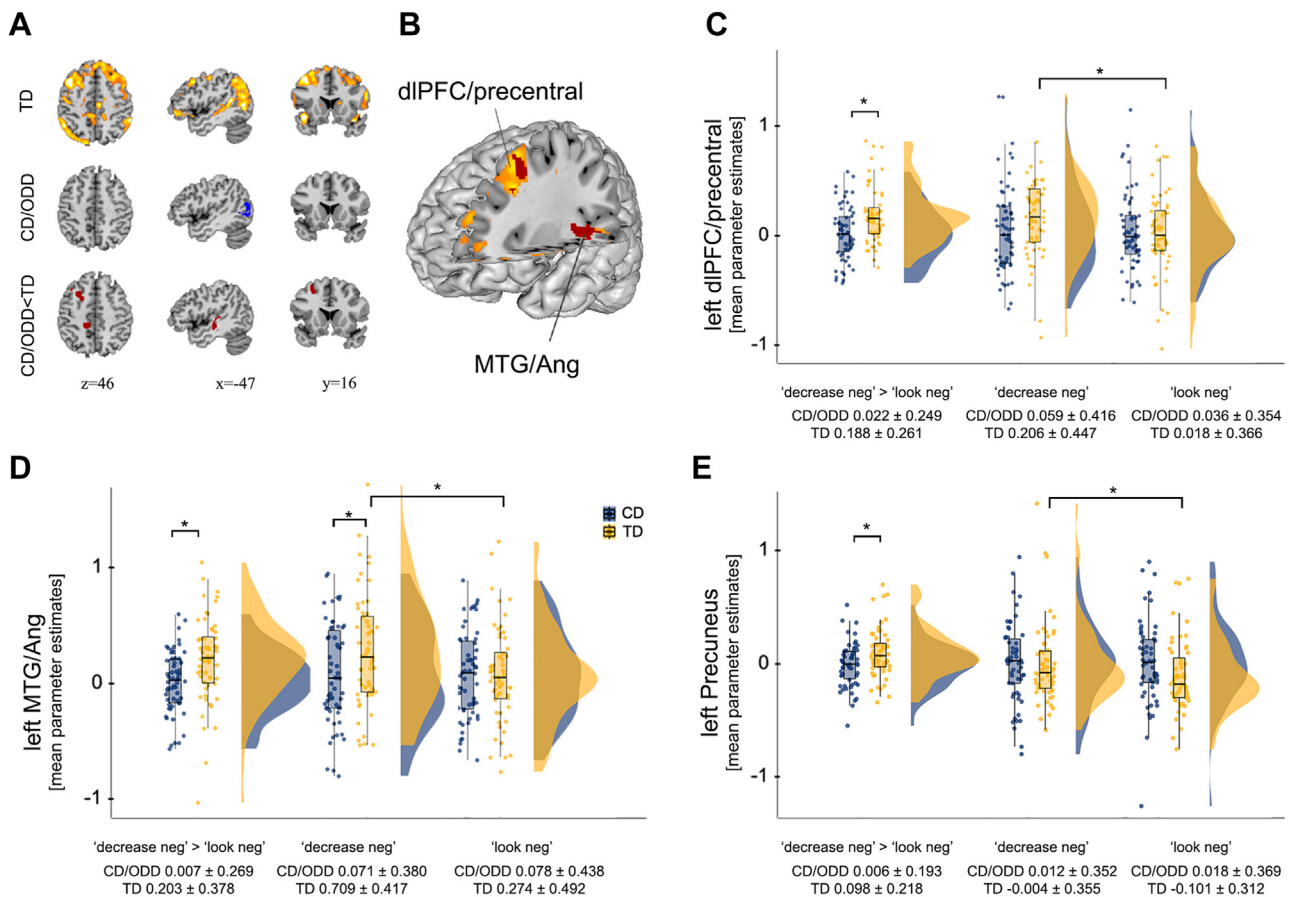 A
TD
CD/ODD
CD/ODD<TD
z=46
x=-47
y=16
B
dlPFC/precentral
MTG/Ang
C
left dlPFC/precentral
[mean parameter estimates]
1
0
-1
*
*
‘decrease neg’ > ‘look neg’
CD/ODD 0.022 ± 0.249
TD 0.188 ± 0.261
‘decrease neg’
CD/ODD 0.059 ± 0.416
TD 0.206 ± 0.447
‘look neg’
CD/ODD 0.036 ± 0.354
TD 0.018 ± 0.366
D
left MTG/Ang
[mean parameter estimates]
1
0
-1
*
*
*
CD
TD
‘decrease neg’ > ‘look neg’
CD/ODD 0.007 ± 0.269
TD 0.203 ± 0.378
‘decrease neg’
CD/ODD 0.071 ± 0.380
TD 0.709 ± 0.417
‘look neg’
CD/ODD 0.078 ± 0.438
TD 0.274 ± 0.492
E
left Precuneus
[mean parameter estimates]
1
0
-1
*
*
‘decrease neg’ > ‘look neg’
CD/ODD 0.006 ± 0.193
TD 0.098 ± 0.218
‘decrease neg’
CD/ODD 0.012 ± 0.352
TD -0.004 ± 0.355
‘look neg’
CD/ODD 0.018 ± 0.369
TD -0.101 ± 0.312